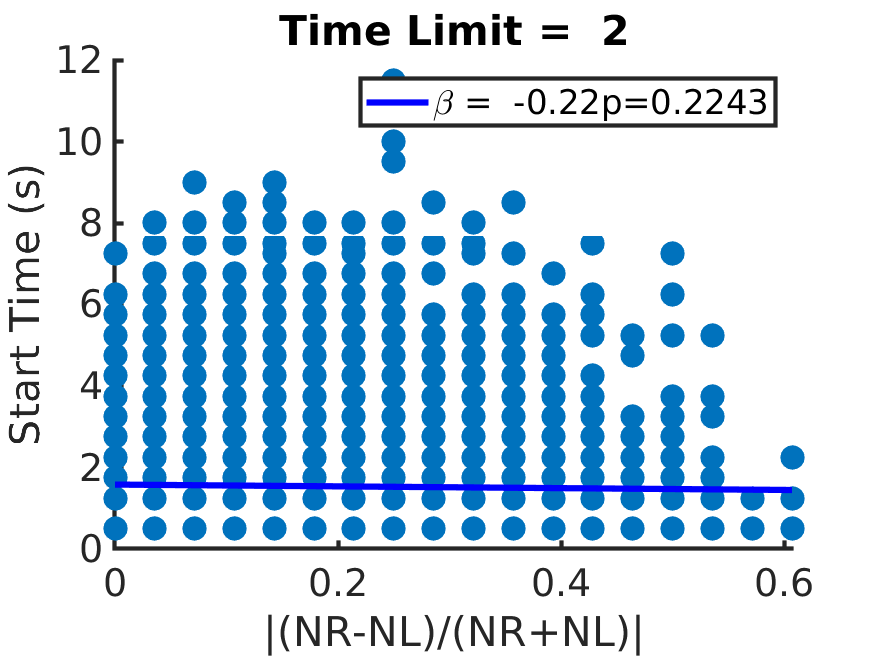 Time Limit =  2
β =  -0.22p=0.2243
Start Time (s)
12
10
8
6
4
2
0
0 0.2 0.4 0.6
|(NR-NL)/(NR+NL)|